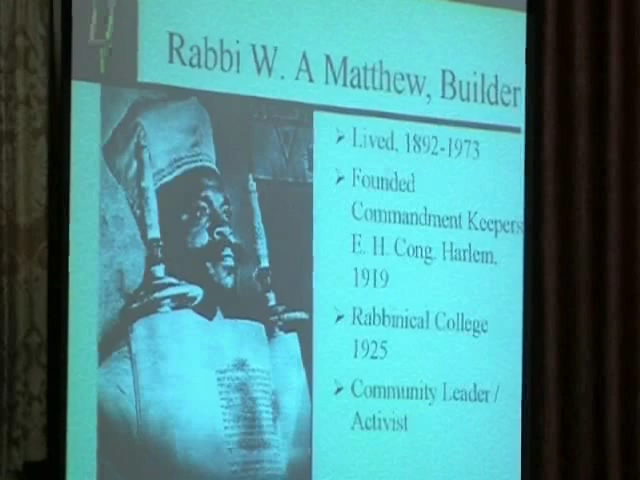 Rabbi W. A Matthew, Builder
Lived, 1892-1973
Founded
Commandment Keepers
E. H. Cong. Harlem,
1919
Rabbinical College
1925
Community Leader /
Activist